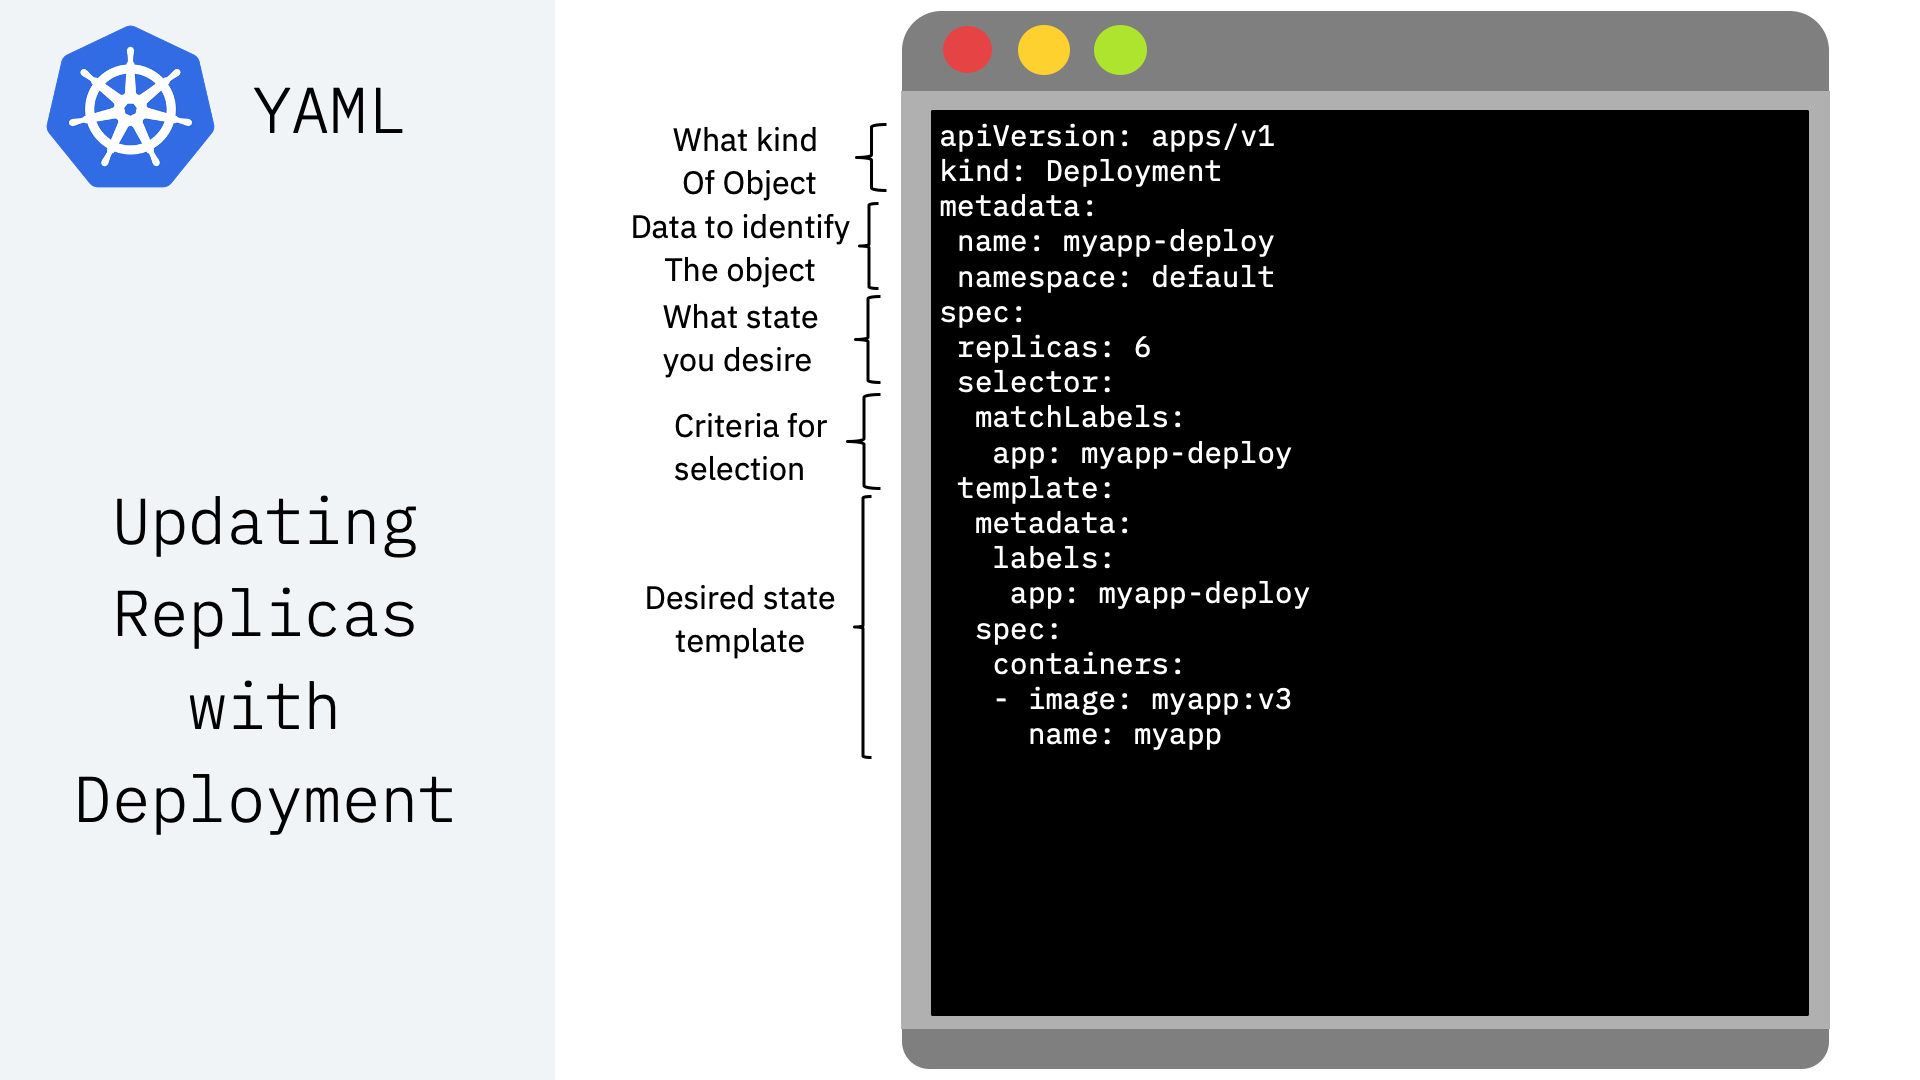 YAML
Updating
Replicas
with
Deployment
What kind
Of Object
Data to identify
The object
What state
you desire
Criteria for
selection
Desired state
template
apiVersion: apps/v1
kind: Deployment
metadata:
 name: myapp-deploy
 namespace: default
spec:
 replicas: 6
 selector:
  matchLabels:
   app: myapp-deploy
 template:
  metadata:
   labels:
    app: myapp-deploy
  spec:
   containers:
   - image: myapp:v3
     name: myapp